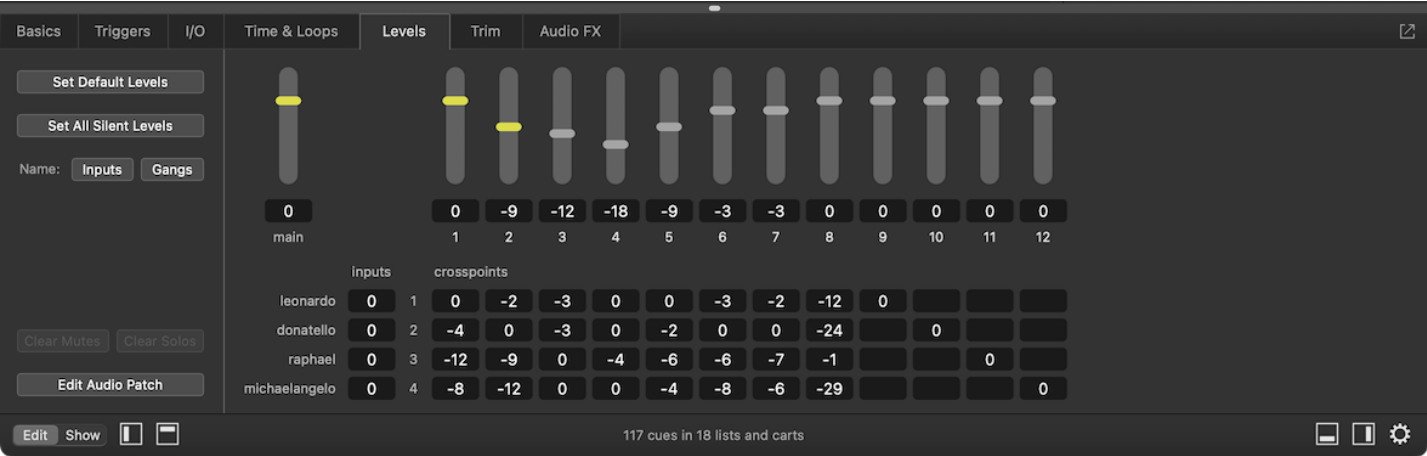 Basics Triggers I/O Time & Loops Levels Trim Audio FX
Set Default Levels
Set All Silent Levels
Name: Inputs Gangs
0 0 -9 -12 -18 -9 -3 -3 0 0 0 0 0
main 1 2 3 4 5 6 7 8 9 10 11 12
inputs crosspoints
leonardo 0 1 0 -2 -3 0 0 -3 -2 -12 0
donatello 0 2 -4 0 -3 0 -2 0 0 -24 0
raphael 0 3 -12 -9 0 -4 -6 -6 -7 -1 0
michaelangelo 0 4 -8 -12 0 0 -4 -8 -6 -29 0
Clear Mutes Clear Solos
Edit Audio Patch
Edit Show 117 cues in 18 lists and carts